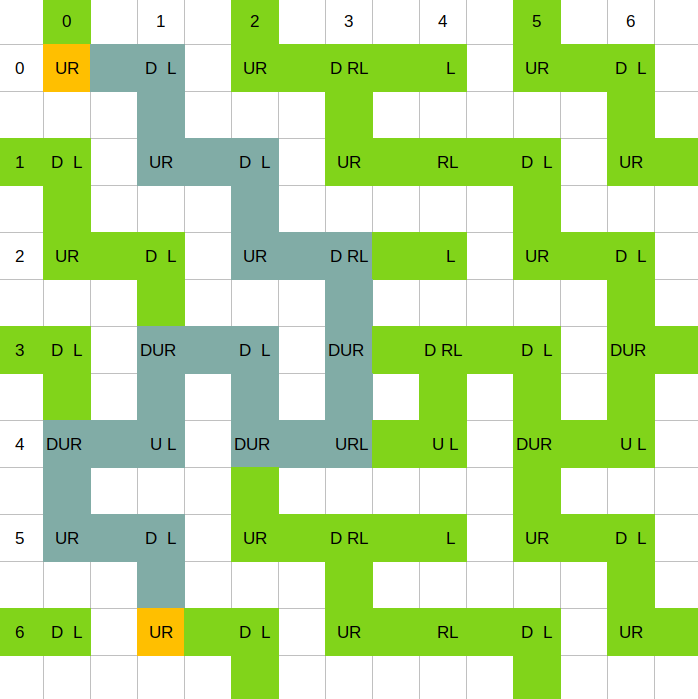 0 1 2 3 4 5 6
0 UR D L UR D RL L UR D L
1 D L UR D L UR RL D L UR
2 UR D L UR D RL L UR D L
3 D L DUR D L DUR D RL D L DUR
4 DUR U L DUR URL U L DUR U L
5 UR D L UR D RL L UR D L
6 D L UR D L UR RL D L UR